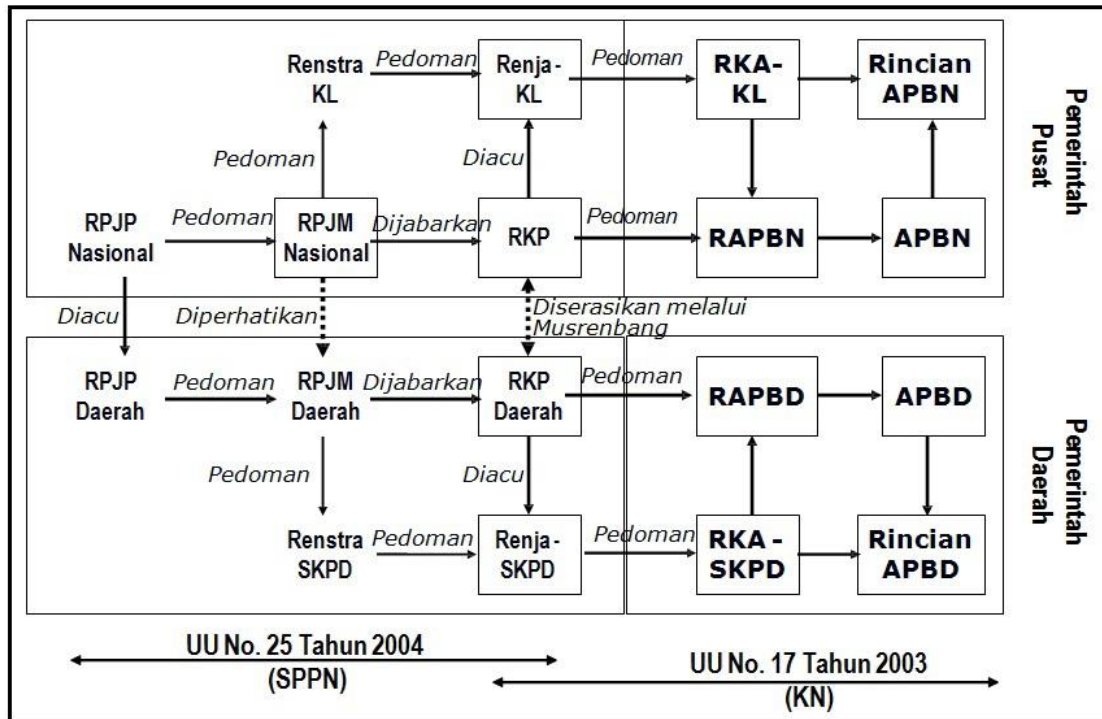 Renstra
KL
Pedoman
Renja-
KL
Pedoman
RKA-
KL
Rincian
APBN
Pemerintah
Pusat
Pedoman
Diacu
RPJP
Nasional
Pedoman
RPJM
Nasional
Dijabarkan
RKP
Pedoman
RAPBN
APBN
Diacu
Diperhatikan
Diserasikan melalui
Musrenbang
RPJP
Daerah
Pedoman
RPJM
Daerah
Dijabarkan
RKP
Daerah
Pedoman
RAPBD
APBD
Pemerintah
Daerah
Pedoman
Diacu
Renstra
SKPD
Pedoman
Renja-
SKPD
Pedoman
RKA -
SKPD
Rincian
APBD
UU No. 25 Tahun 2004
(SPPN)
UU No. 17 Tahun 2003
(KN)